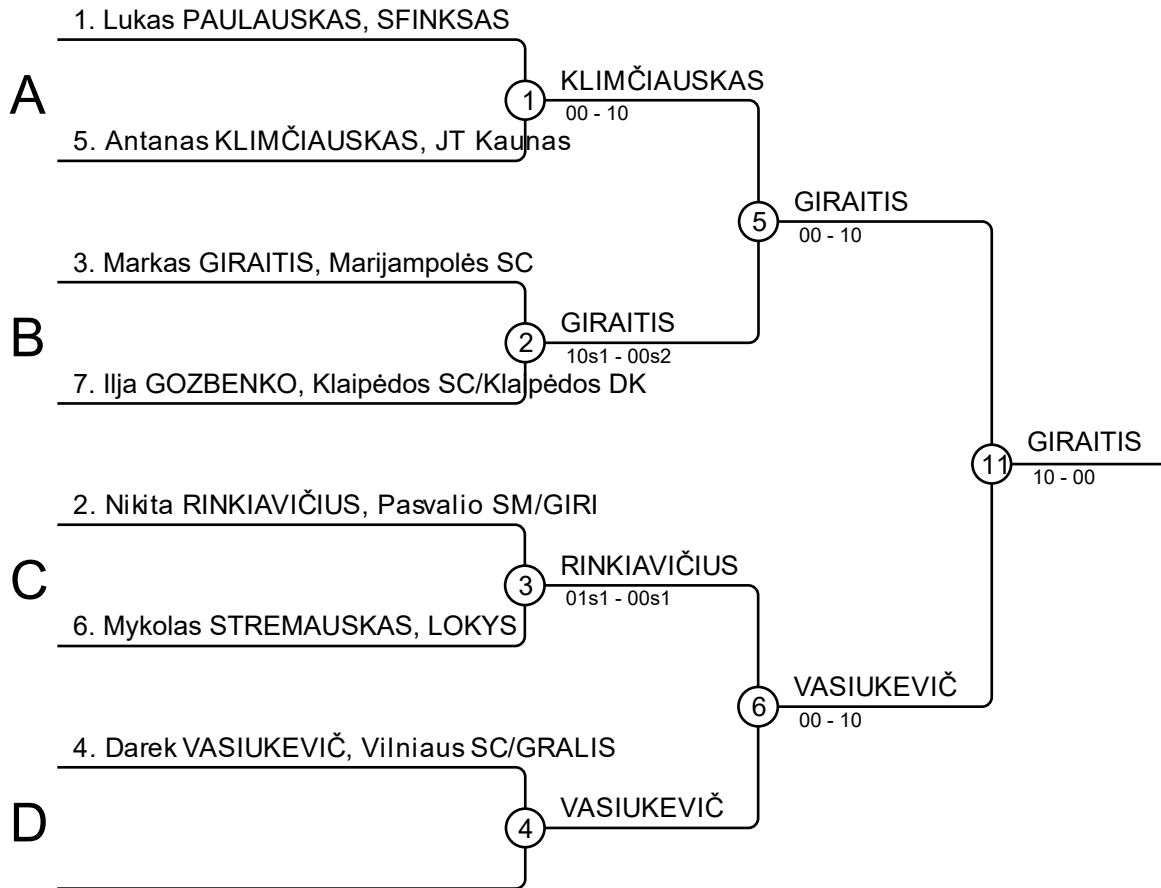 1. Lukas PAULAUSKAS, SFINKSAS
A
1
KLIMČIAUSKAS
00 - 10
5. Antanas KLIMČIAUSKAS, JT Kaunas
5
GIRAITIS
00 - 10
3. Markas GIRAITIS, Marijampolės SC
B
2
GIRAITIS
10s1 - 00s2
7. Ilja GOZBENKO, Klaipėdos SC/Klaipėdos DK
11
GIRAITIS
10 - 00
2. Nikita RINKIAVIČIUS, Pasvalio SM/GIRI
C
3
RINKIAVIČIUS
01s1 - 00s1
6. Mykolas STREMAUSKAS, LOKYS
6
VASIUKEVIČ
00 - 10
4. Darek VASIUKEVIČ, Vilniaus SC/GRALIS
D
4
VASIUKEVIČ